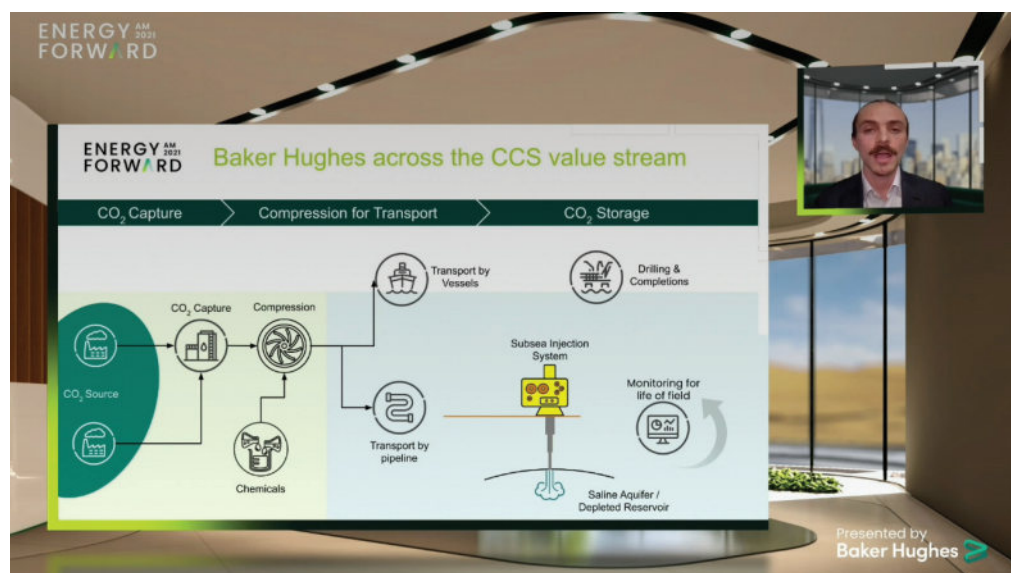 ENERGY AM 2021
FORWARD
ENERGY AM 2021
FORWARD
Baker Hughes across the CCS value stream
CO2 Capture
Compression for Transport
CO2 Storage
Transport by
Vessels
Drilling &
Completions
CO2 Capture
Compression
CO2 Source
Subsea Injection
System
Monitoring for
life of field
Transport by
pipeline
Chemicals
Saline Aquifer /
Depleted Reservoir
Presented by
Baker Hughes